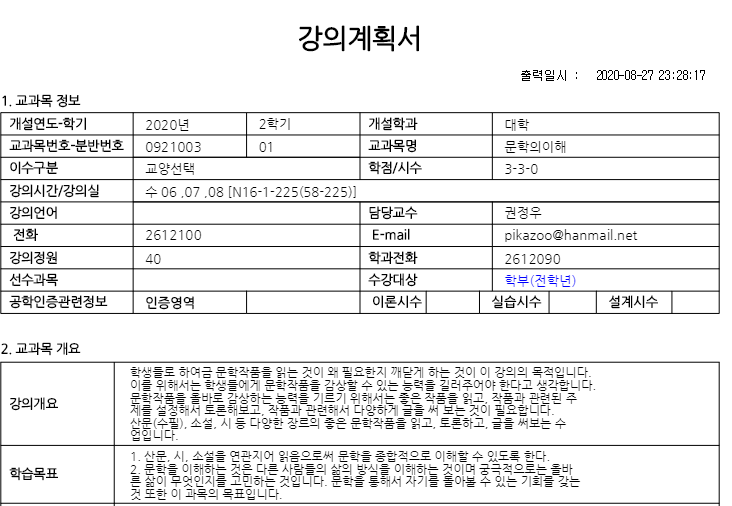 강의계획서
출력일시 : 2020-08-27 23:28:17
1. 교과목 정보
개설연도-학기 2020년 2학기 개설학과 대학
교과목번호-분반번호 0921003 01 교과목명 문학의이해
이수구분 교양선택 학점/시수 3-3-0
강의시간/강의실 수 06 ,07 ,08 [N16-1-225(58-225)]
강의언어 담당교수 권정우
전화 2612100 E-mail pikazoo@hanmail.net
강의정원 40 학과전화 2612090
선수과목 수강대상 학부(전학년)
공학인증관련정보 인증영역 이론시수 실습시수 설계시수
2. 교과목 개요
강의개요
학생들로 하여금 문학작품을 읽는 것이 왜 필요한지 깨닫게 하는 것이 이 강의의 목적입니다.
이를 위해서는 학생들에게 문학작품을 감상할 수 있는 능력을 길러주어야 한다고 생각합니다.
문학작품을 올바로 감상하는 능력을 기르기 위해서는 좋은 작품을 읽고, 작품과 관련된 주
제를 설정해서 토론해보고, 작품과 관련해서 다양하게 글을 써 보는 것이 필요합니다.
산문(수필), 소설, 시 등 다양한 장르의 좋은 문학작품을 읽고, 토론하고, 글을 써보는 수
업입니다.
학습목표
1. 산문, 시, 소설을 연관지어 읽음으로써 문학을 종합적으로 이해할 수 있도록 한다.
2. 문학을 이해하는 것은 다른 사람들의 삶의 방식을 이해하는 것이며 궁극적으로는 올바
른 삶이 무엇인지를 고민하는 것입니다. 문학을 통해서 자기를 돌아볼 수 있는 기회를 갖는
것 또한 이 과목의 목표입니다.